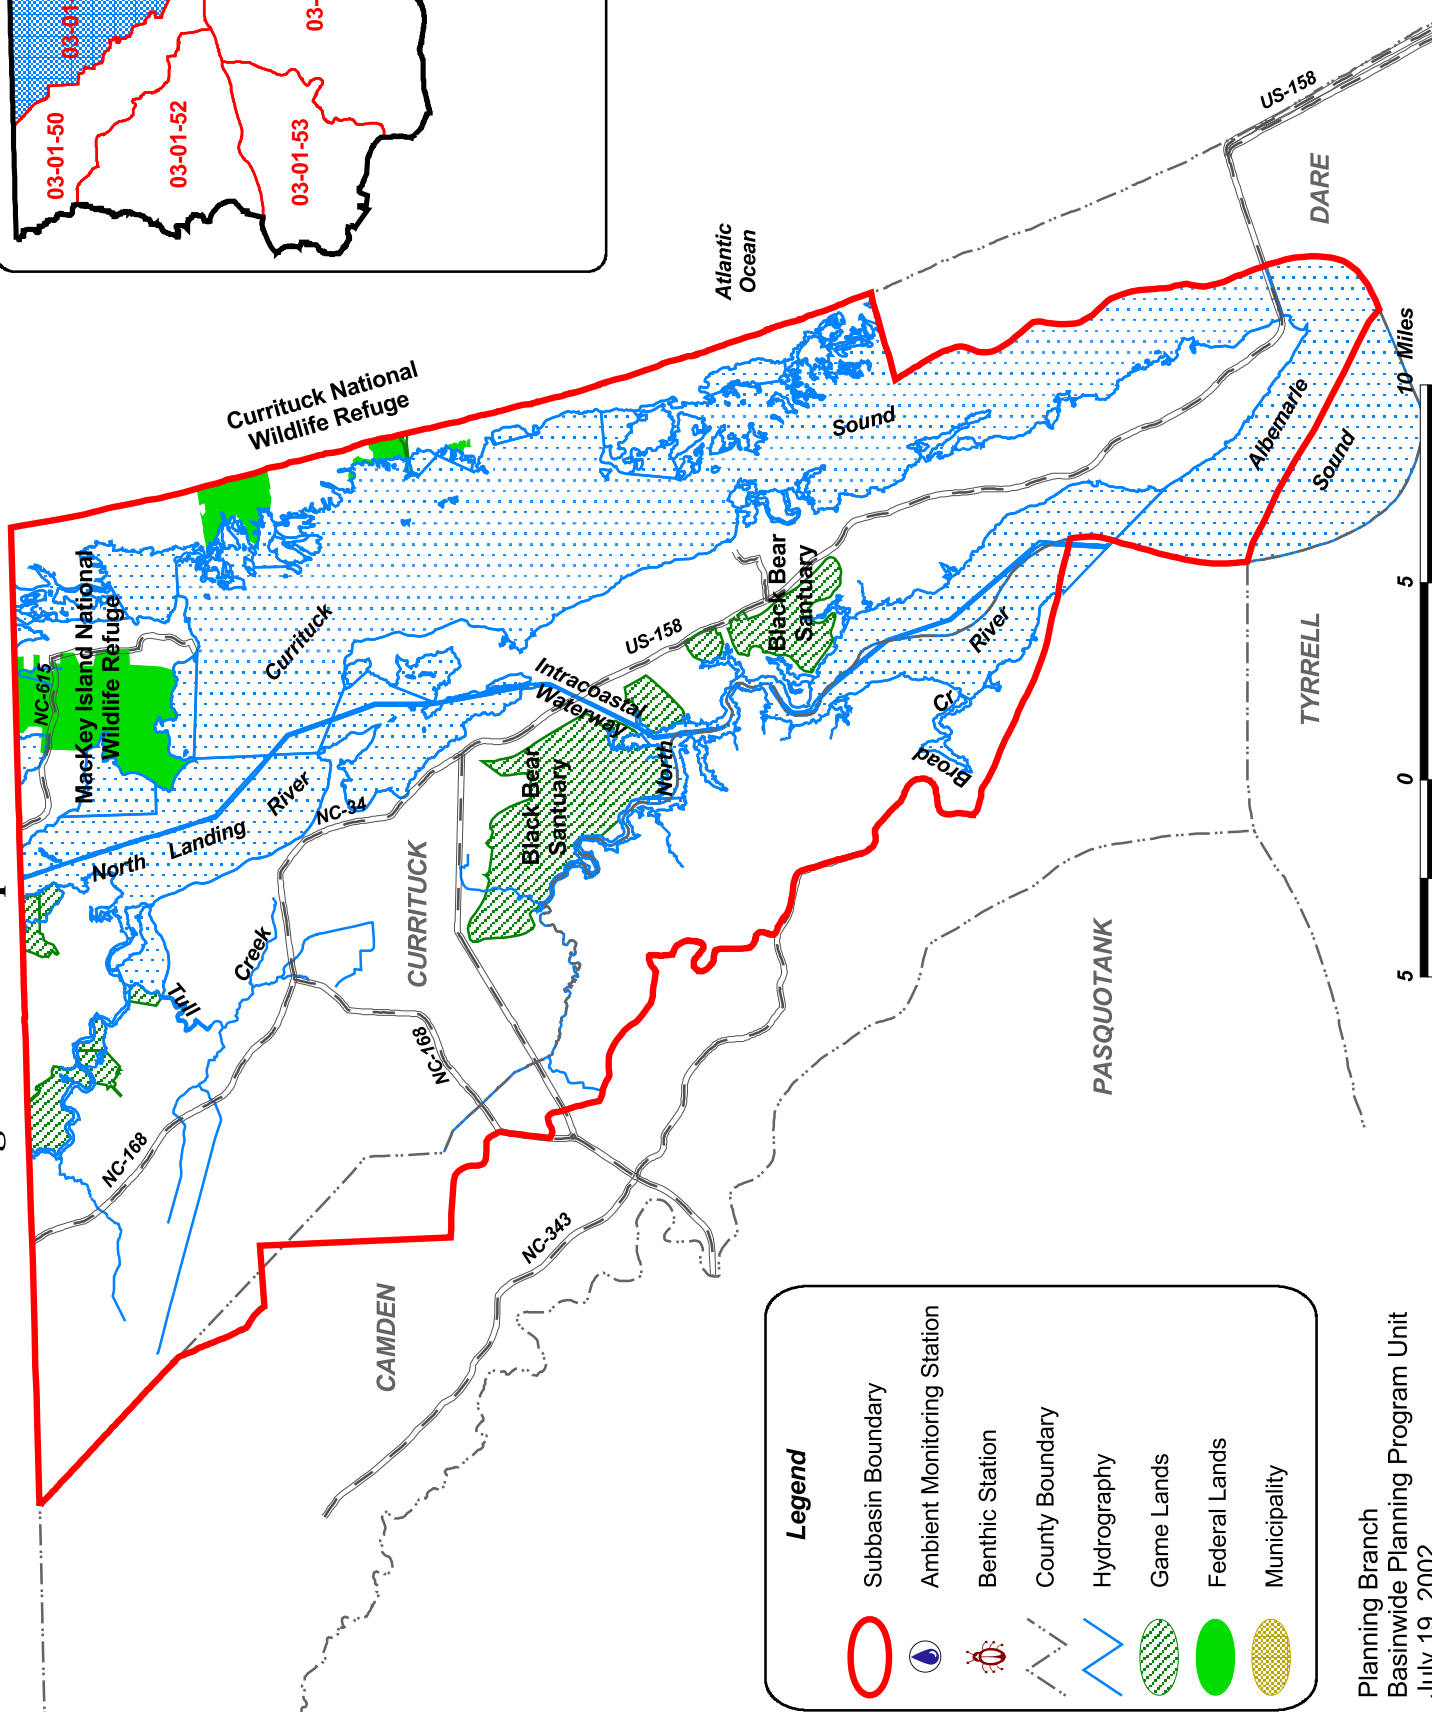 03-01-50
03-01-52
03-01-53
Atlantic
Ocean
US-158
DARE
Currituck National
Wildlife Refuge
MacKey Island National
Wildlife Refuge
NC-615
Currituck
Sound
Albemarle
Sound
Black Bear
Santuary
US-158
Intracoastal
Waterway
North
River
Broad
Cr
TYRRELL
Black Bear
Santuary
North
Landing
River
NC-34
CURRITUCK
Tull
Creek
NC-168
NC-168
PASQUOTANK
CAMDEN
NC-343
5
0
5
10
Miles
Legend
Subbasin Boundary
Ambient Monitoring Station
Benthic Station
County Boundary
Hydrography
Game Lands
Federal Lands
Municipality
Planning Branch
Basinwide Planning Program Unit
July 19, 2002